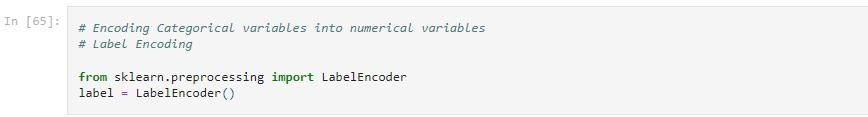 In [65]:
# Encoding Categorical variables into numerical variables
# Label Encoding
from sklearn.preprocessing import LabelEncoder
label = LabelEncoder()